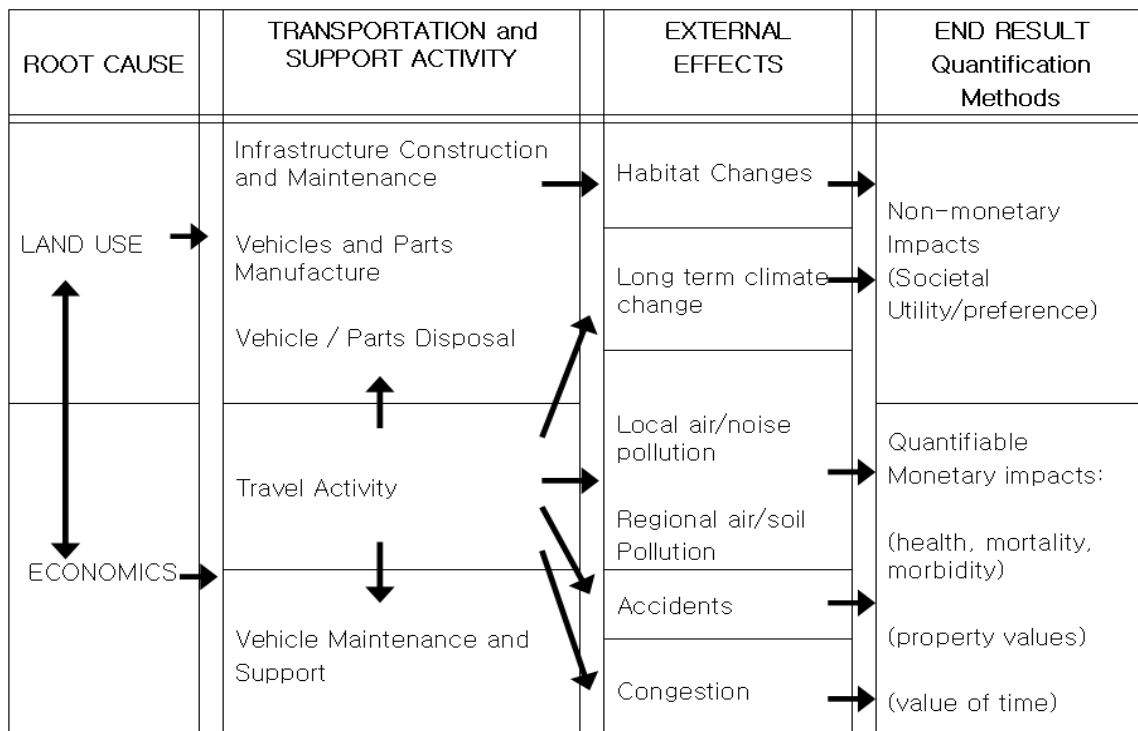 ROOT CAUSE
TRANSPORTATION and
SUPPORT ACTIVITY
EXTERNAL
EFFECTS
END RESULT
Quantification
Methods
LAND USE
ECONOMICS
Infrastructure Construction
and Maintenance
Vehicles and Parts
Manufacture
Vehicle / Parts Disposal
Travel Activity
Vehicle Maintenance and
Support
Habitat Changes
Long term climate
change
Local air/noise
pollution
Regional air/soil
Pollution
Accidents
Congestion
Non-monetary
Impacts
(Societal
Utility/preference)
Quantifiable
Monetary impacts:
(health, mortality,
morbidity)
(property values)
(value of time)